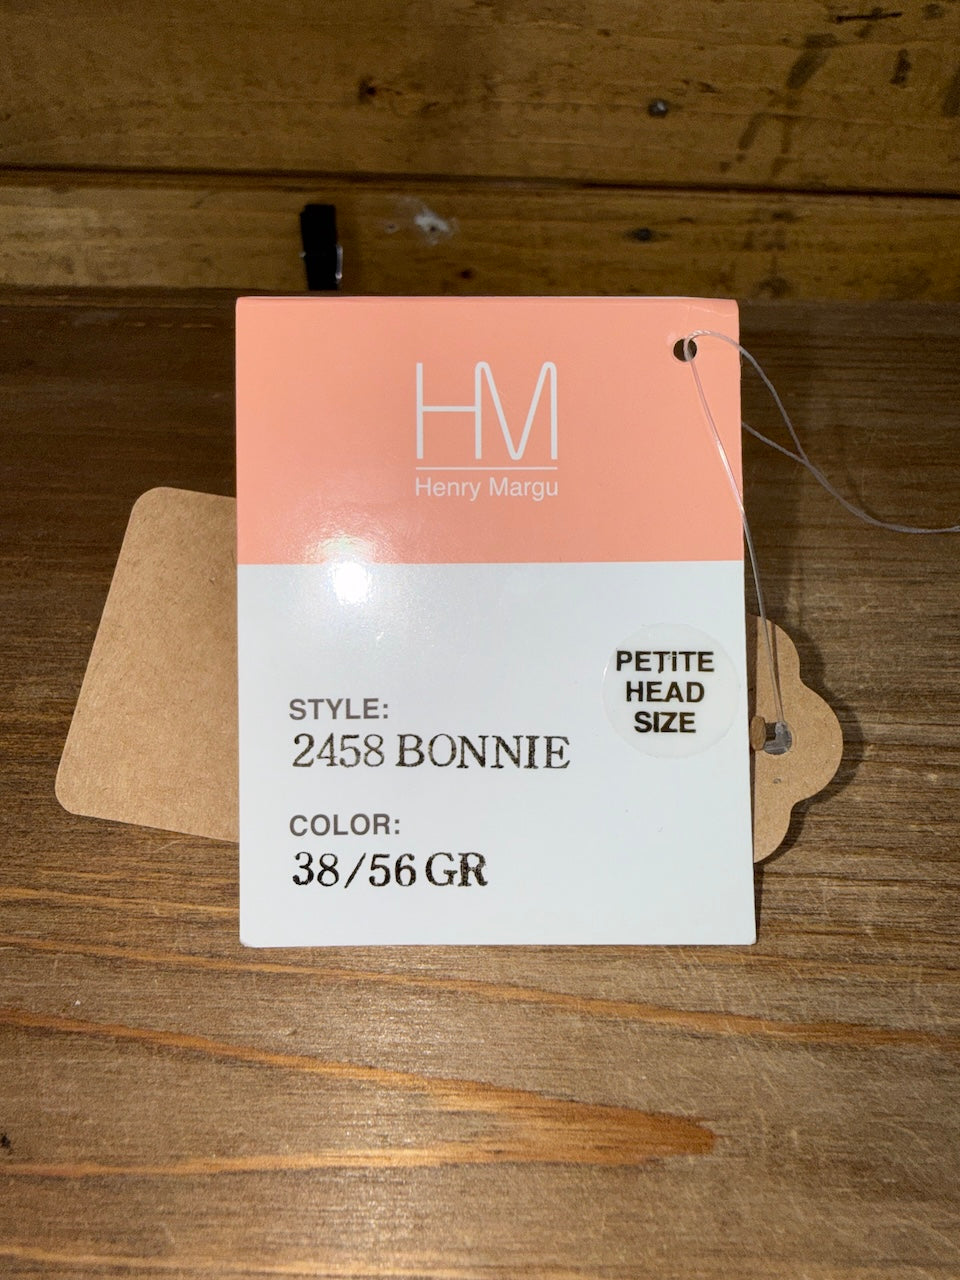 HM
Henry Margu
PETiTE
HEAD
SIZE
STYLE:
2458 BONNIE
COLOR:
38/56 GR